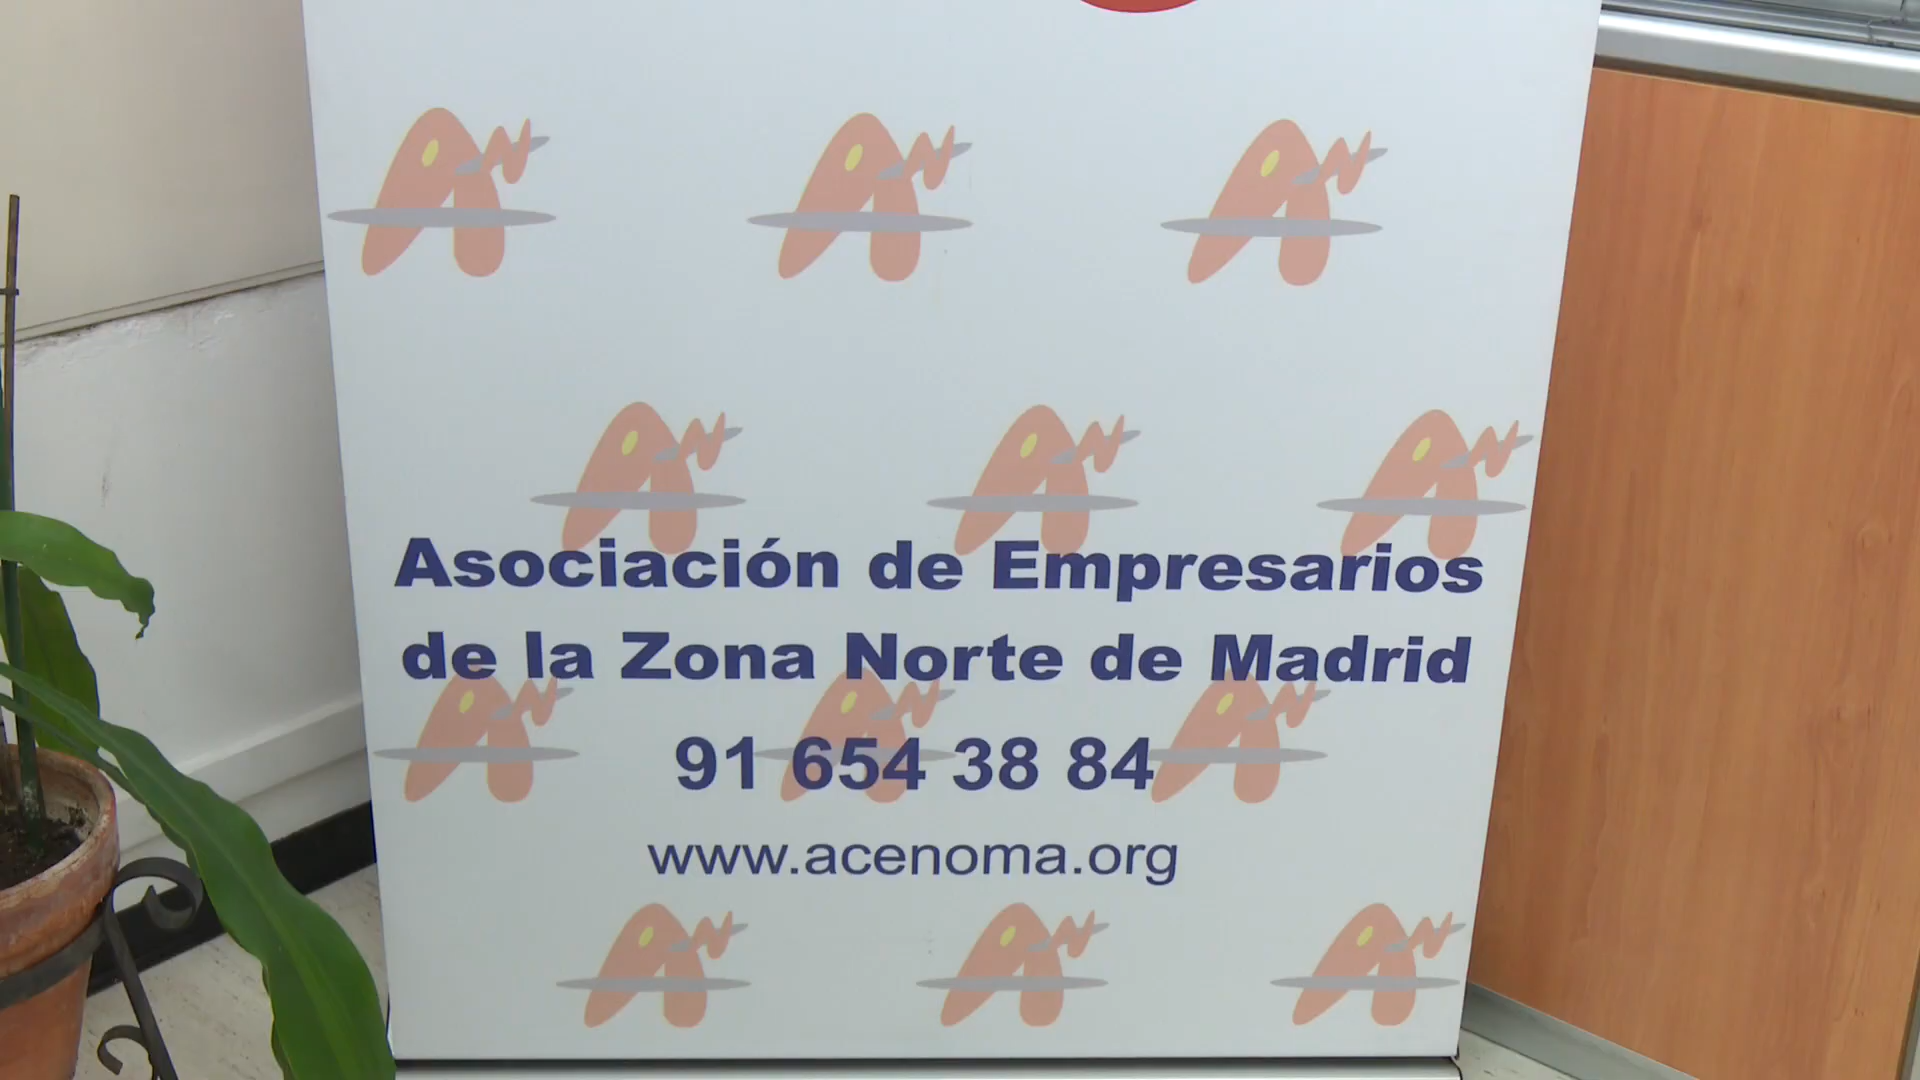 Asociación de Empresarios
de la Zona Norte de Madrid
91 654 38 84
www.acenoma.org